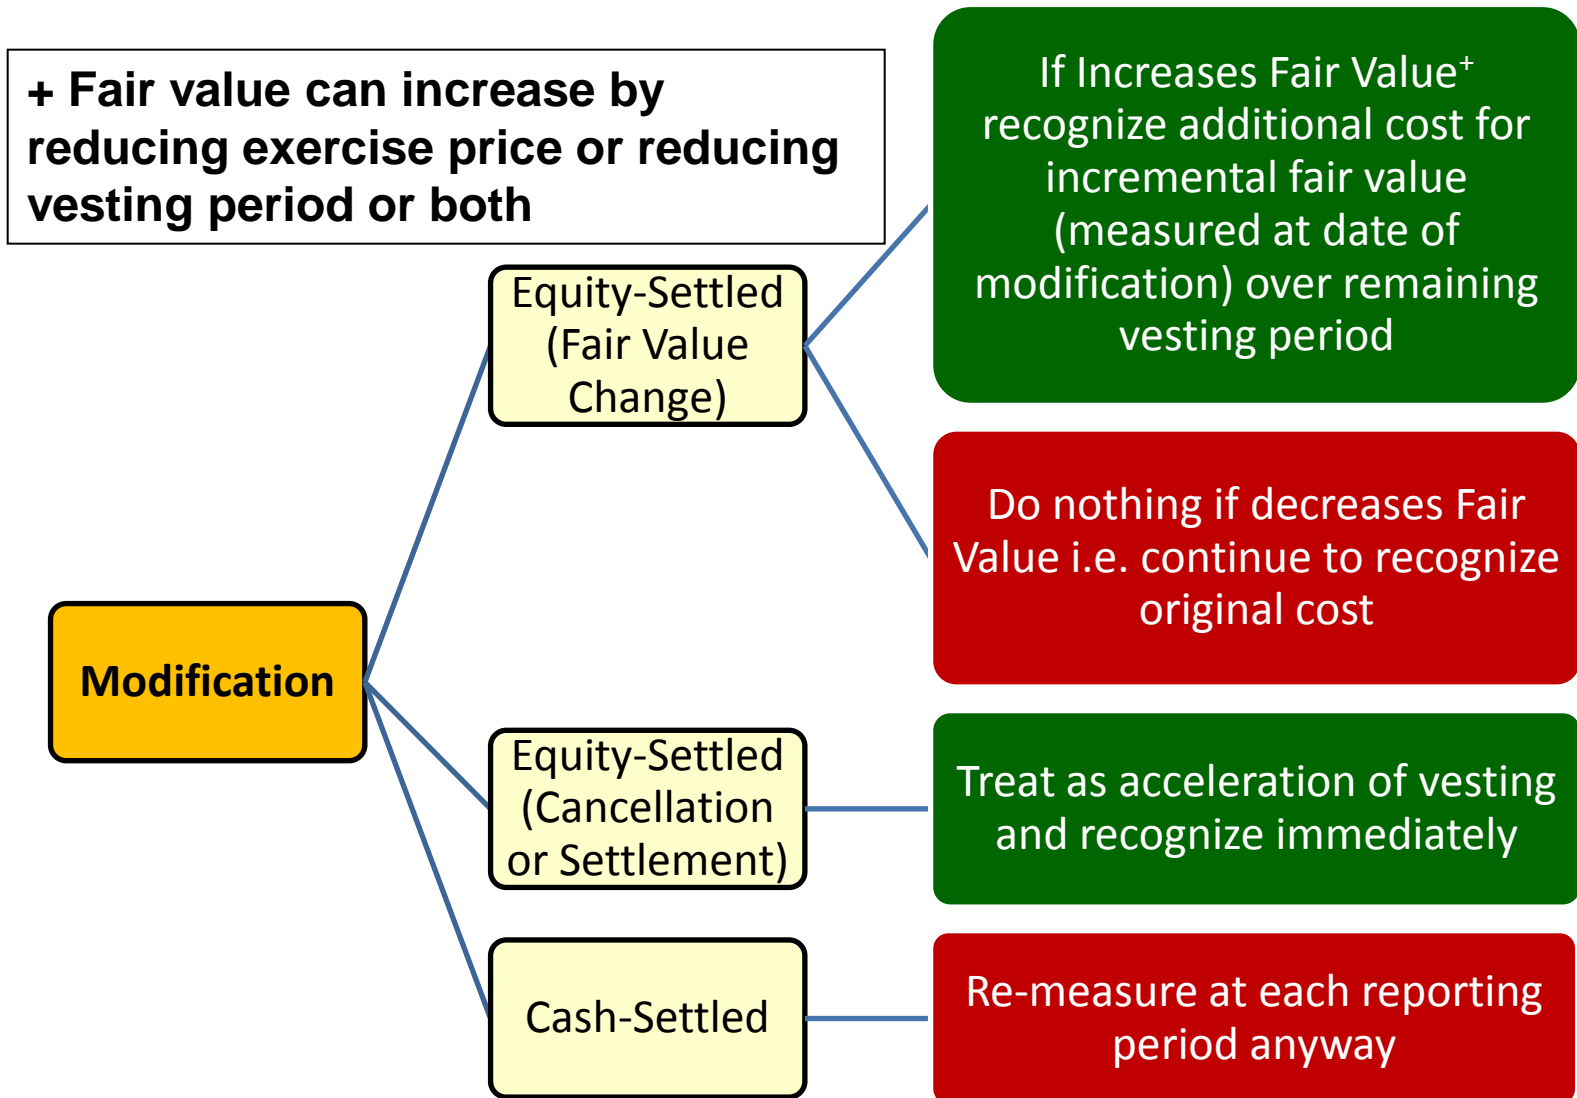 + Fair value can increase by
reducing exercise price or reducing
vesting period or both
If Increases Fair Value⁺
recognize additional cost for
incremental fair value
(measured at date of
modification) over remaining
vesting period
Equity-Settled
(Fair Value
Change)
Do nothing if decreases Fair
Value i.e. continue to recognize
original cost
Modification
Equity-Settled
(Cancellation
or Settlement)
Treat as acceleration of vesting
and recognize immediately
Cash-Settled
Re-measure at each reporting
period anyway